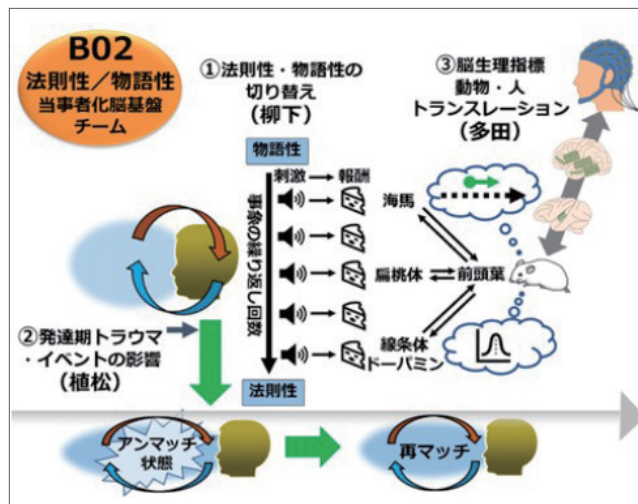 B02
法則性／物語性
当事者化脳基盤
チーム
①法則性・物語性の
切り替え
（柳下）
物語性
刺激
報酬
事象の繰り返し回数
法則性
③脳生理指標
動物・人
トランスレーション
（多田）
海馬
扁桃体
前頭葉
線条体
ドーパミン
②発達期トラウマ
・イベントの影響
（植松）
アンマッチ
状態
再マッチ